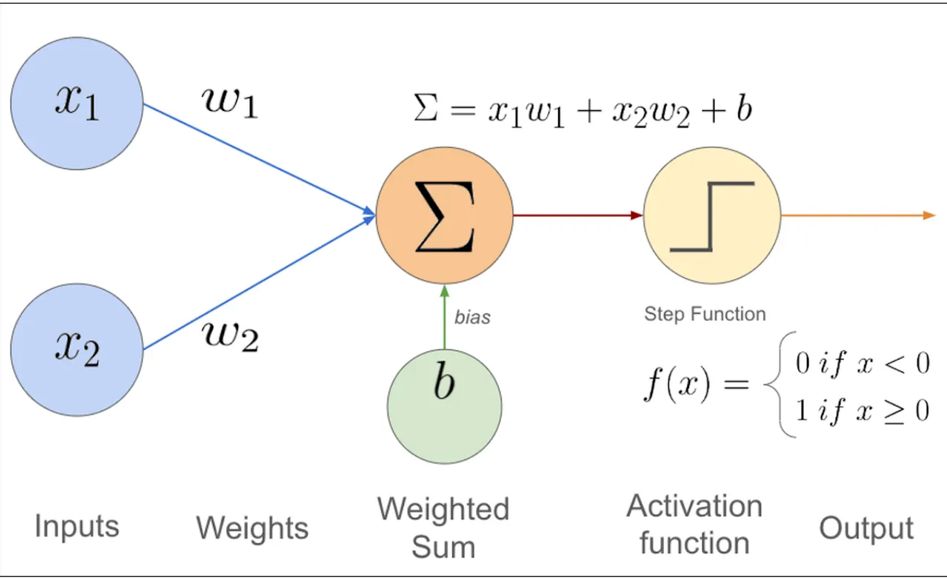 x₁
w₁
Σ = x₁w₁ + x₂w₂ + b
Σ
x₂
w₂
bias
b
Step Function
f(x) = { 0 if x < 0
1 if x ≥ 0
Inputs
Weights
Weighted
Sum
Activation
function
Output